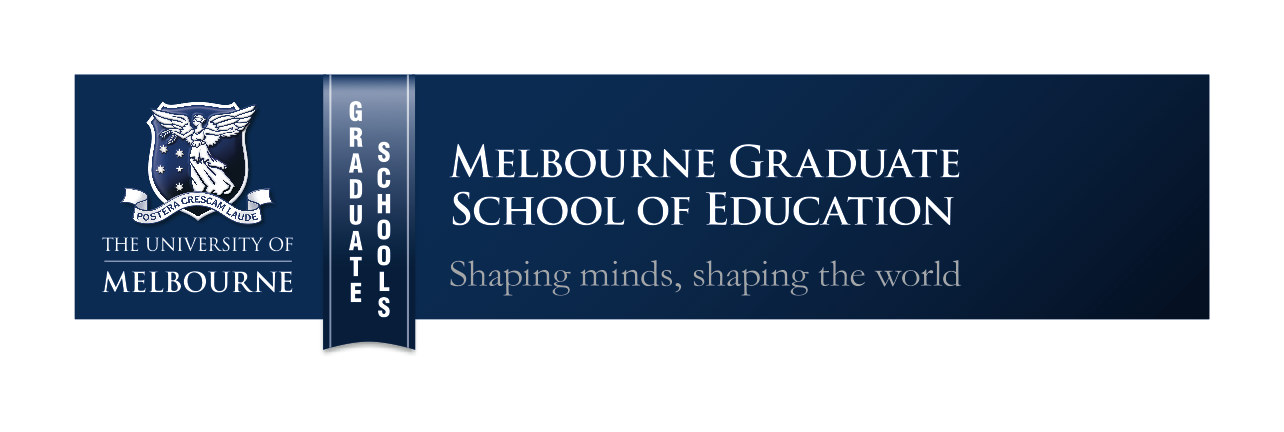 POSTERA CRESCAM LAUDE
THE UNIVERSITY OF
MELBOURNE
GRADUATE
SCHOOLS
MELBOURNE GRADUATE
SCHOOL OF EDUCATION
Shaping minds, shaping the world